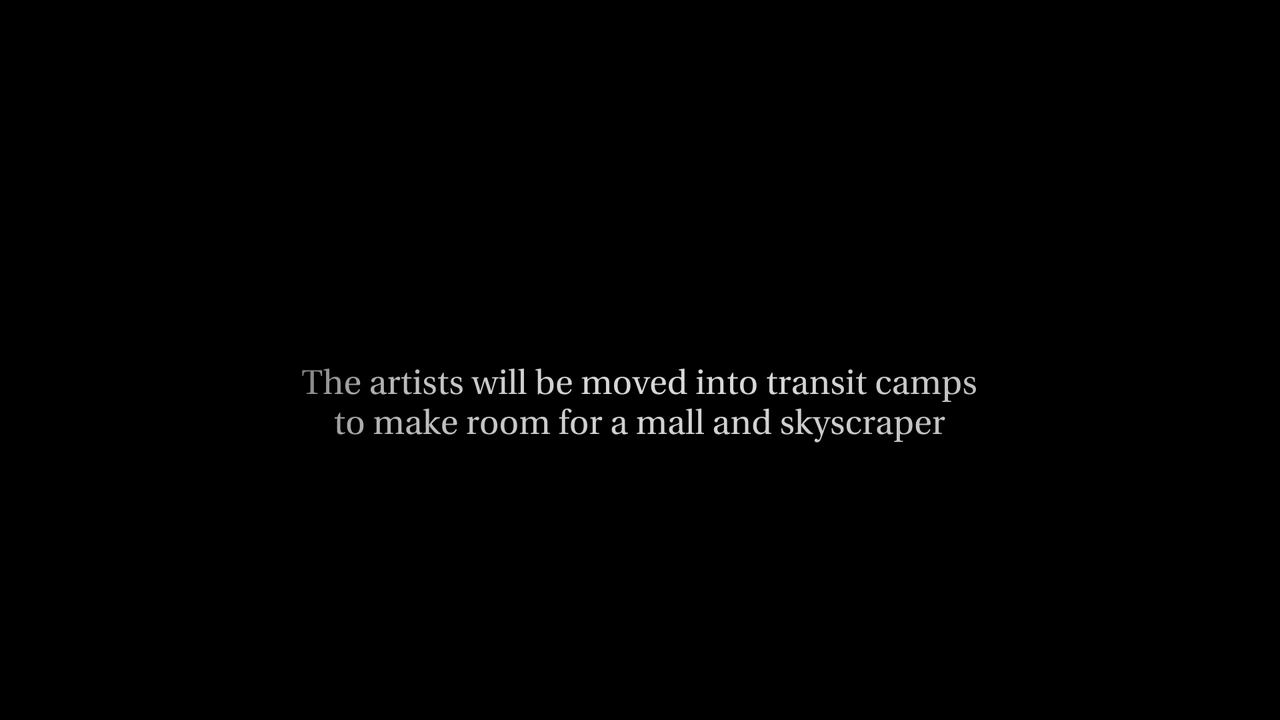 The artists will be moved into transit camps
to make room for a mall and skyscraper